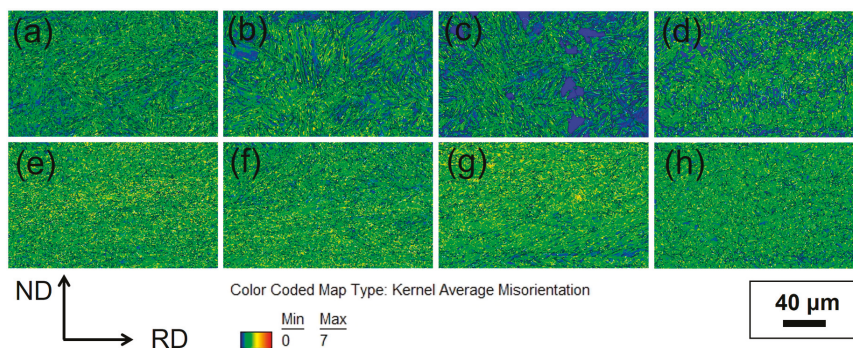 (a) (b) (c) (d)
(e) (f) (g) (h)
ND
RD
Color Coded Map Type: Kernel Average Misorientation
Min Max
0 7
40 μm